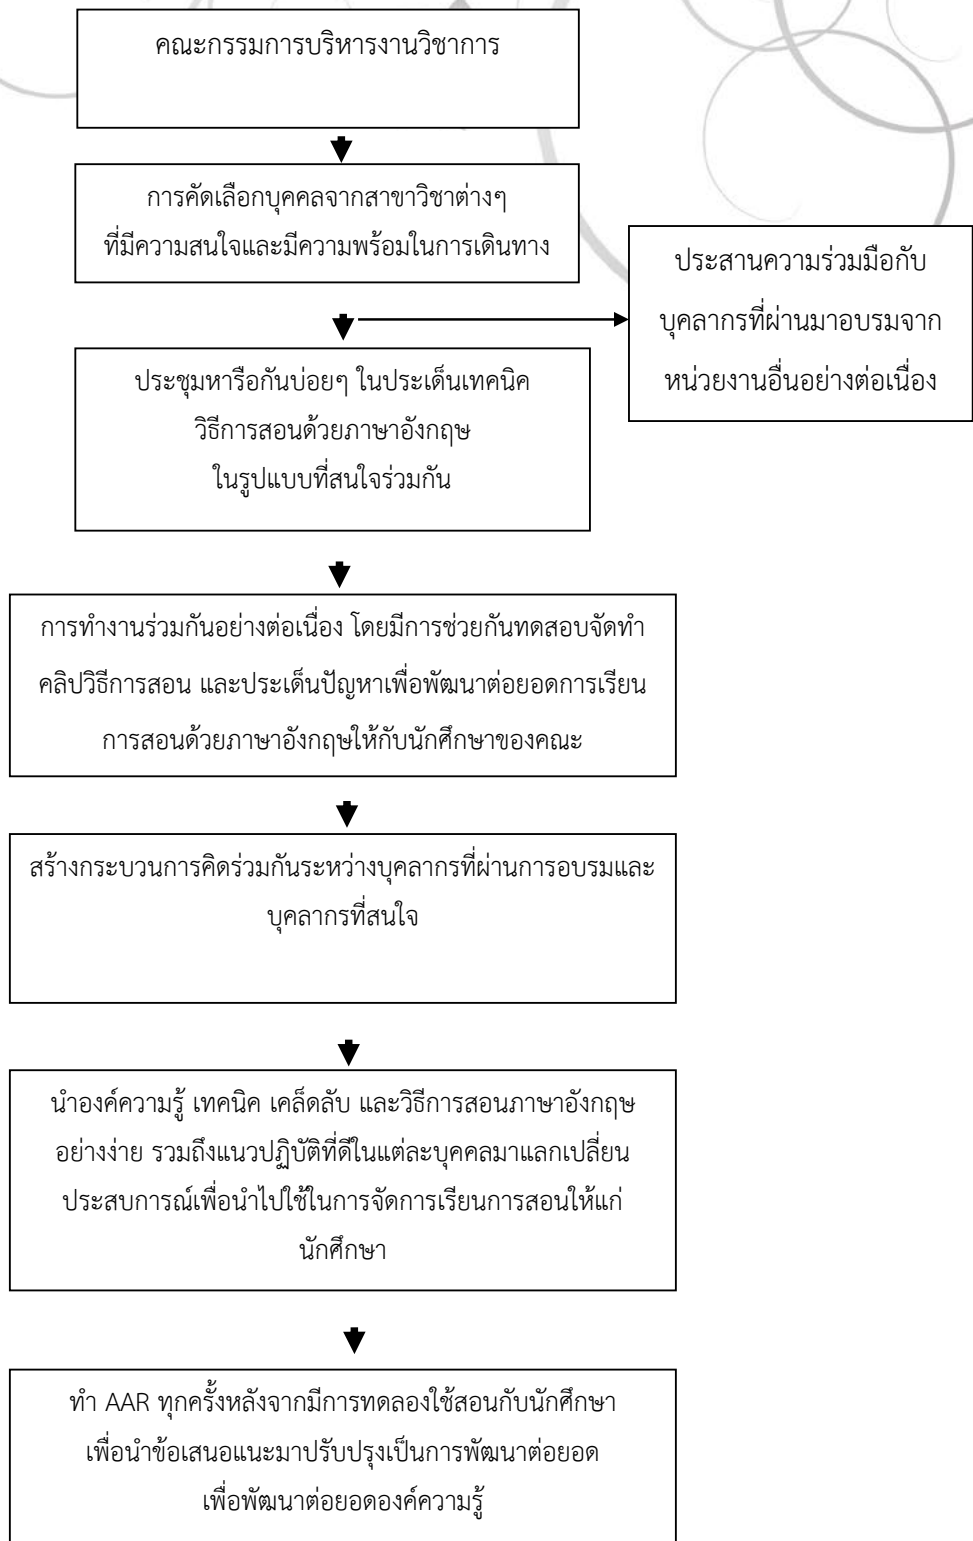 คณะกรรมการบริหารงานวิชาการ
การคัดเลือกบุคคลจากสาขาวิชาต่างๆ
ที่มีความสนใจและมีความพร้อมในการเดินทาง
ประสานความร่วมมือกับ
บุคลากรที่ผ่านมาอบรมจาก
หน่วยงานอื่นอย่างต่อเนื่อง
ประชุมหารือกันบ่อยๆ ในประเด็นเทคนิค
วิธีการสอนด้วยภาษาอังกฤษ
ในรูปแบบที่สนใจร่วมกัน
การทำงานร่วมกันอย่างต่อเนื่อง โดยมีการช่วยกันทดสอบจัดทำ
คลิปวิธีการสอน และประเด็นปัญหาเพื่อพัฒนาต่อยอดการเรียน
การสอนด้วยภาษาอังกฤษให้กับนักศึกษาของคณะ
สร้างกระบวนการคิดร่วมกันระหว่างบุคลากรที่ผ่านการอบรมและ
บุคลากรที่สนใจ
นำองค์ความรู้ เทคนิค เคล็ดลับ และวิธีการสอนภาษาอังกฤษ
อย่างง่าย รวมถึงแนวปฏิบัติที่ดีในแต่ละบุคคลมาแลกเปลี่ยน
ประสบการณ์เพื่อนำไปใช้ในการจัดการเรียนการสอนให้แก่
นักศึกษา
ทำ AAR ทุกครั้งหลังจากมีการทดลองใช้สอนกับนักศึกษา
เพื่อนำข้อเสนอแนะมาปรับปรุงเป็นการพัฒนาต่อยอด
เพื่อพัฒนาต่อยอดองค์ความรู้